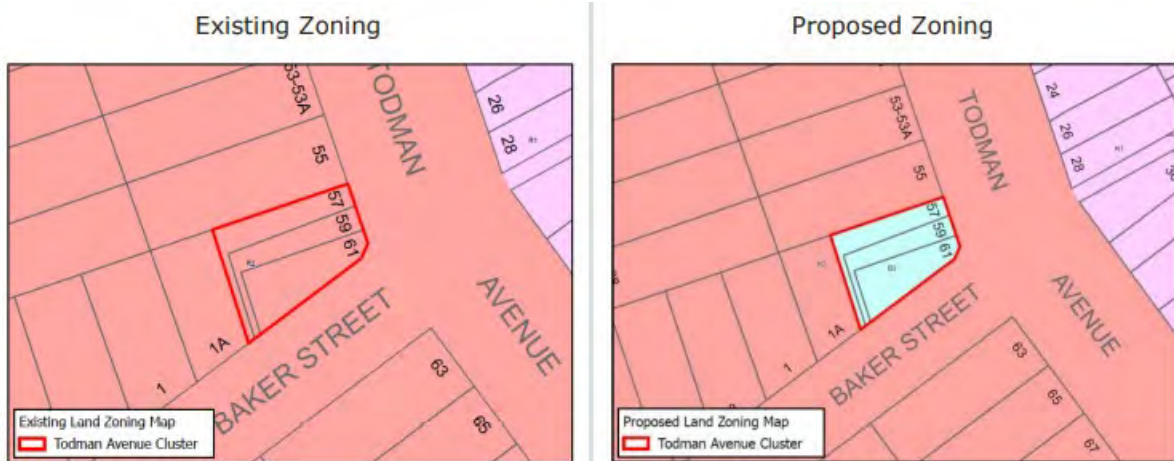 Existing Zoning
Proposed Zoning
TODMAN
53-53A
26
28
55
57
59
61
AVENUE
BAKER STREET
1A
1
63
65
Existing Land Zoning Map
Todman Avenue Cluster
TODMAN
53-53A
24
26
28
55
57
59
61
AVENUE
BAKER STREET
1A
1
63
65
67
Proposed Land Zoning Map
Todman Avenue Cluster